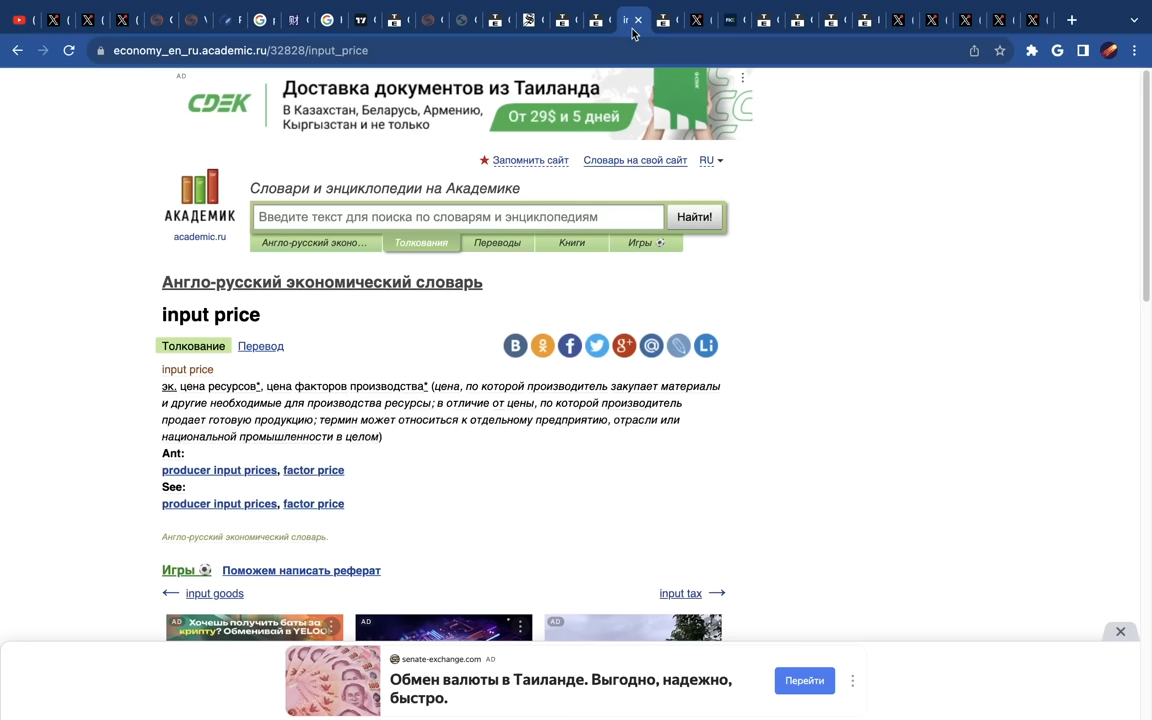 economy_en_ru.academic.ru/32828/input_price
AD
CDEK
Доставка документов из Таиланда
В Казахстан, Беларусь, Армению,
Кыргызстан и не только
От 29$ и 5 дней
Запомнить сайт
Словарь на свой сайт
RU
АКАДЕМИК
academic.ru
Словари и энциклопедии на Академике
Введите текст для поиска по словарям и энциклопедиям
Найти!
Англо-русский эконо...
Толкования
Переводы
Книги
Игры
Англо-русский экономический словарь
input price
Толкование
Перевод
input price
эк. цена ресурсов*, цена факторов производства* (цена, по которой производитель закупает материалы
и другие необходимые для производства ресурсы; в отличие от цены, по которой производитель
продает готовую продукцию; термин может относиться к отдельному предприятию, отрасли или
национальной промышленности в целом)
Ant:
producer input prices, factor price
See:
producer input prices, factor price
Англо-русский экономический словарь.
Игры
Поможем написать реферат
← input goods
input tax →
AD
Хочешь получить баты за
крипту? Обменивай в YELOO
AD
AD
senate-exchange.com AD
Обмен валюты в Таиланде. Выгодно, надежно,
быстро.
Перейти